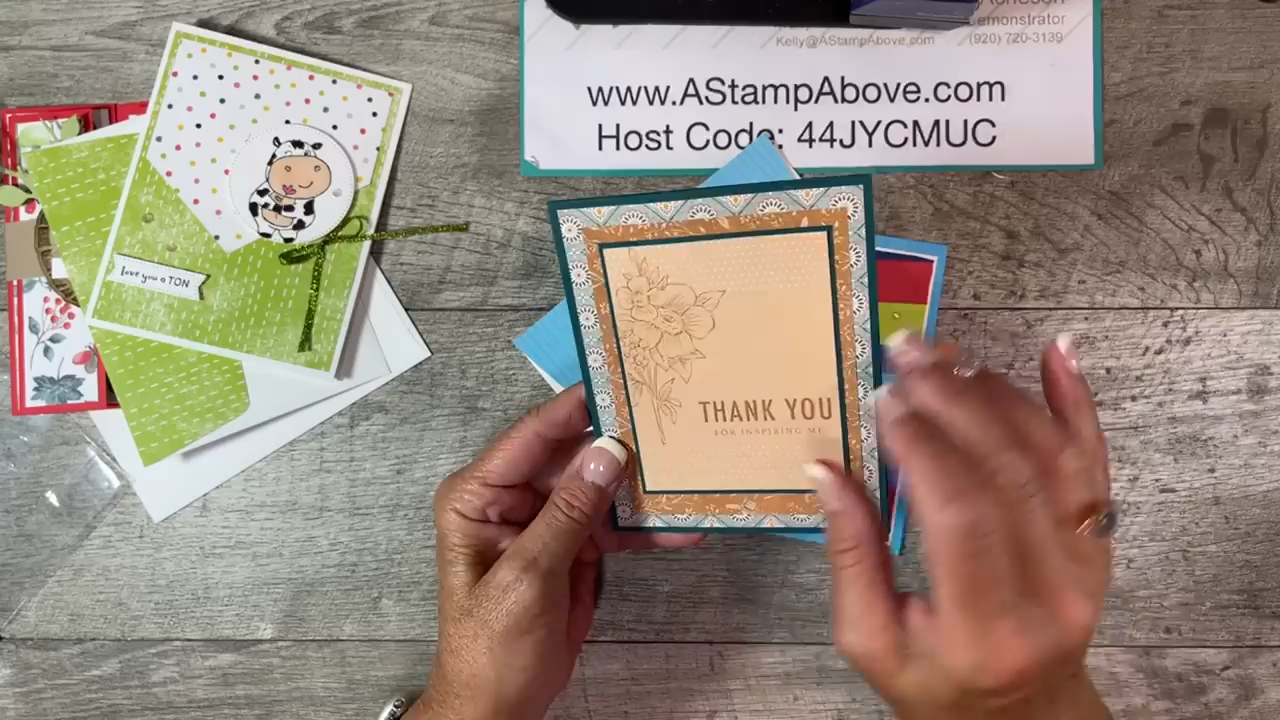 emonstrator
Kelly@AStampAbove.com
(920) 720-3139
www.AStampAbove.com
Host Code: 44JYCMUC
love you a TON
THANK YOU
FOR INSPIRING ME